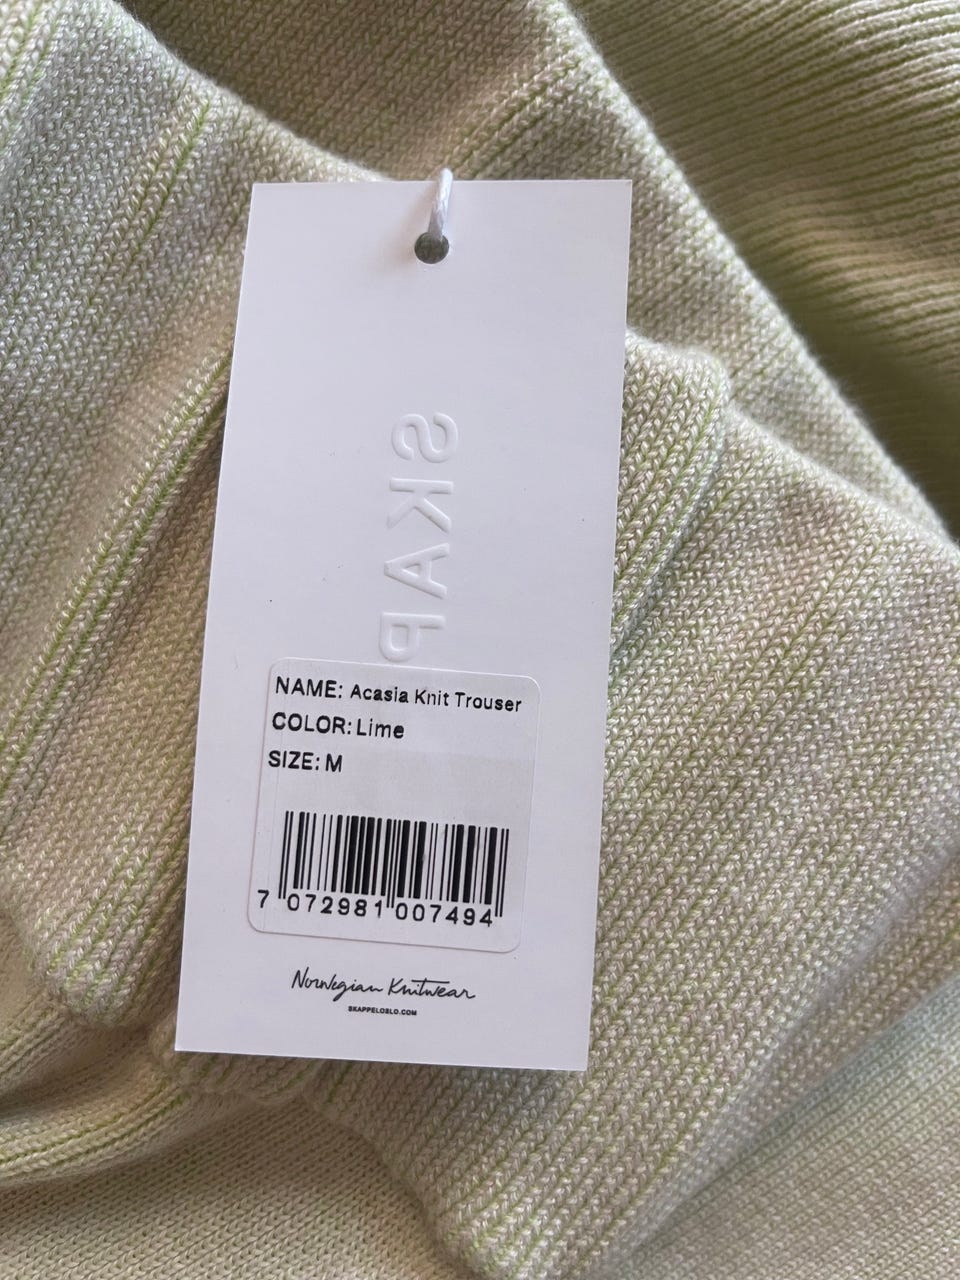 SKAP
NAME: Acasia Knit Trouser
COLOR: Lime
SIZE: M
7 072981 007494
Norwegian Knitwear
SKAPPELOSLO.COM